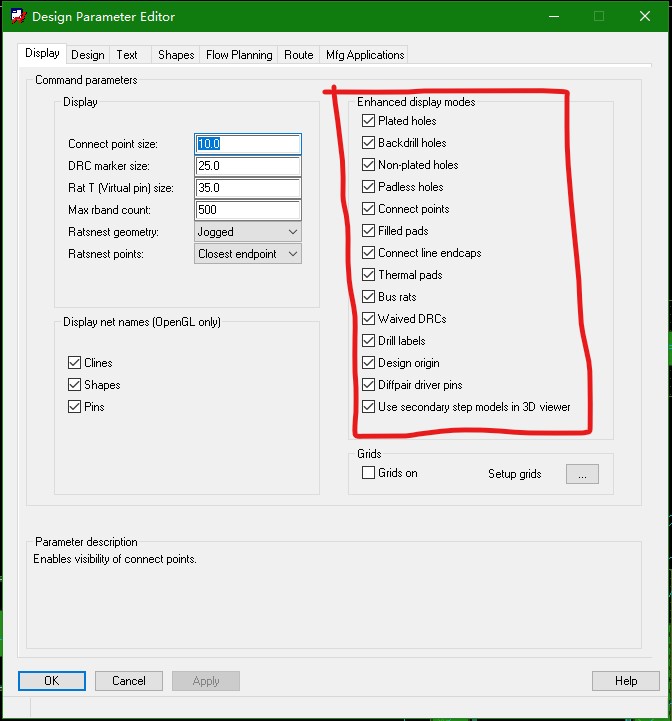 Design Parameter Editor
Display Design Text Shapes Flow Planning Route Mfg Applications
Command parameters
Display
Connect point size: 10.0
DRC marker size: 25.0
Rat T (Virtual pin) size: 35.0
Max rband count: 500
Ratsnest geometry: Jogged
Ratsnest points: Closest endpoint
Display net names (OpenGL only)
Clines
Shapes
Pins
Enhanced display modes
Plated holes
Backdrill holes
Non-plated holes
Padless holes
Connect points
Filled pads
Connect line endcaps
Thermal pads
Bus rats
Waived DRCs
Drill labels
Design origin
Diffpair driver pins
Use secondary step models in 3D viewer
Grids
Grids on Setup grids ...
Parameter description
Enables visibility of connect points.
OK Cancel Apply Help